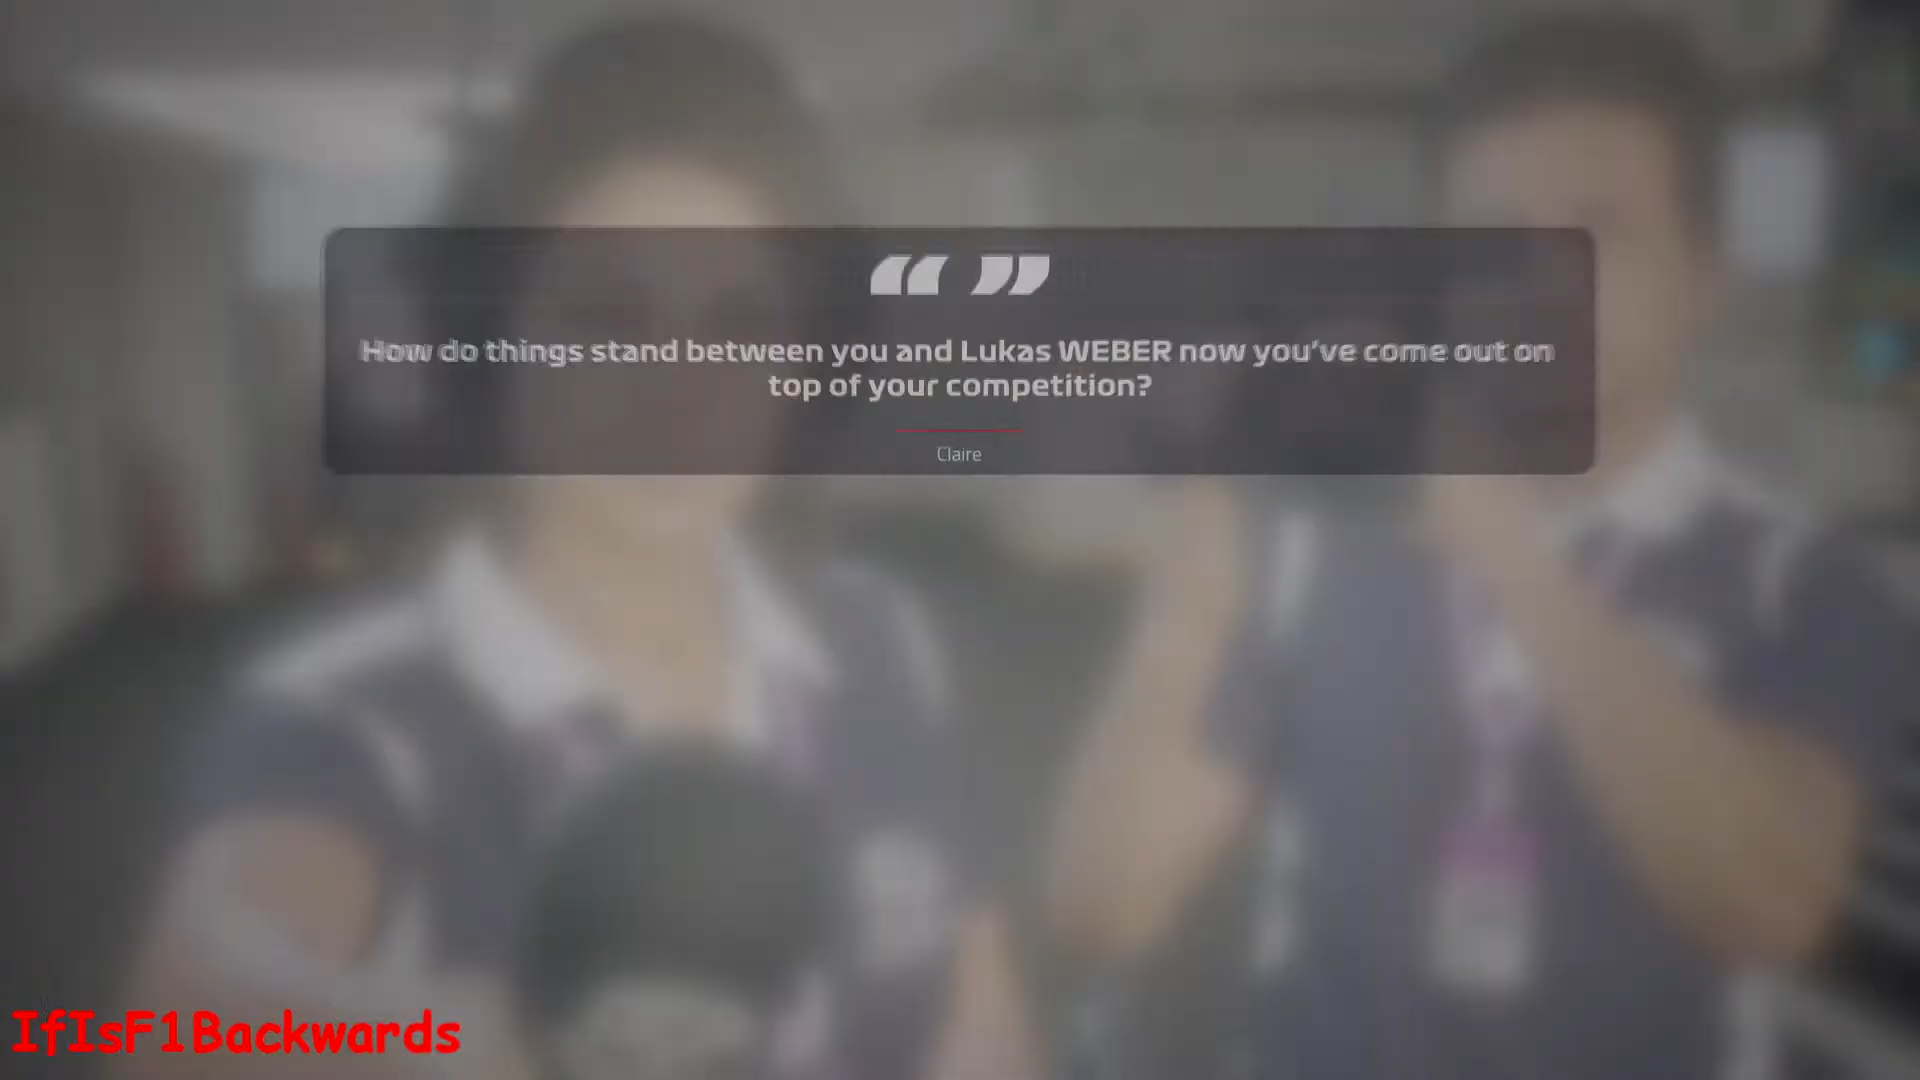 “ ”
How do things stand between you and Lukas WEBER now you’ve come out on
top of your competition?
Claire
IfIsF1Backwards